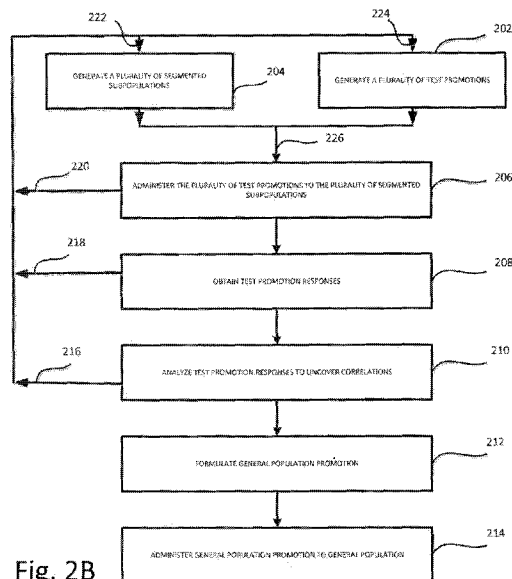 222
224
202
GENERATE A PLURALITY OF SEGMENTED
SUBPOPULATIONS
204
GENERATE A PLURALITY OF TEST PROMOTIONS
226
220
ADMINISTER THE PLURALITY OF TEST PROMOTIONS TO THE PLURALITY OF SEGMENTED
SUBPOPULATIONS
206
218
OBTAIN TEST PROMOTION RESPONSES
208
216
ANALYZE TEST PROMOTION RESPONSES TO UNCOVER CORRELATIONS
210
FORMULATE GENERAL POPULATION PROMOTION
212
ADMINISTER GENERAL POPULATION PROMOTION TO GENERAL POPULATION
214
Fig. 2B